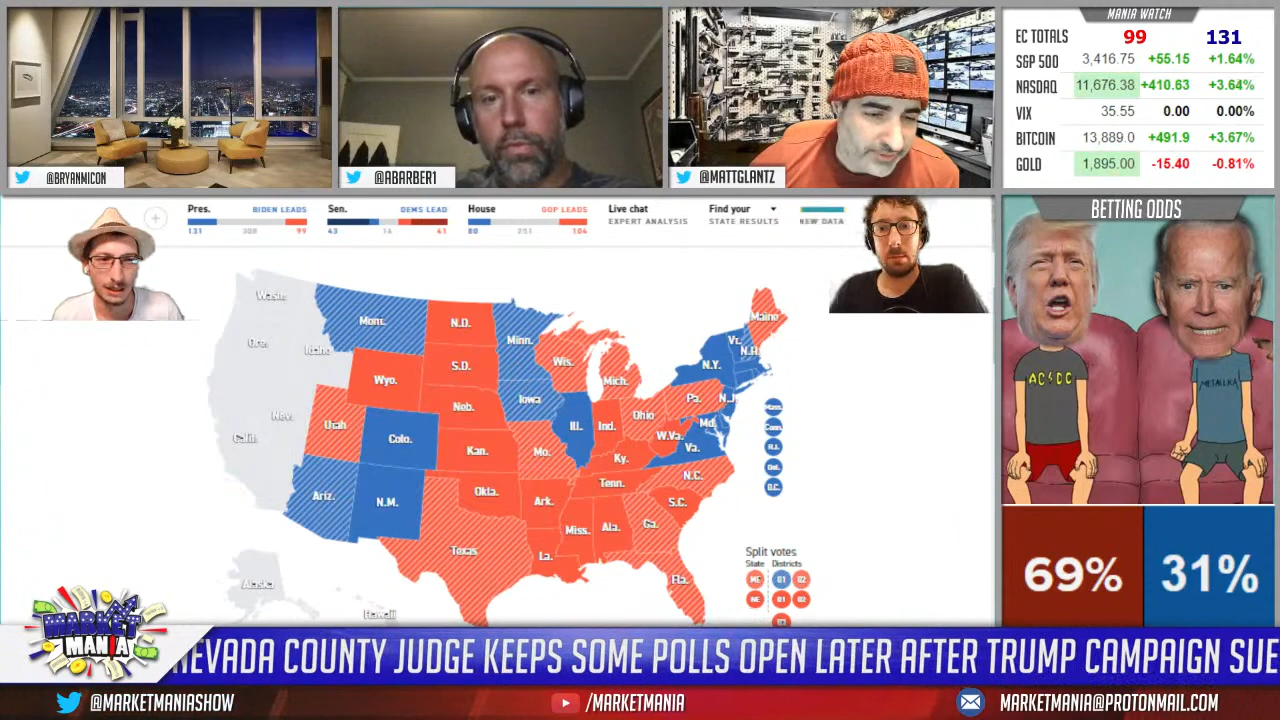 @BRYANMICON
@ABARBER1
@MATTGLANTZ
MANIA WATCH
EC TOTALS 99 131
S&P 500 3,416.75 +55.15 +1.64%
NASDAQ 11,676.38 +410.63 +3.64%
VIX 35.55 0.00 0.00%
BITCOIN 13,889.0 +491.9 +3.67%
GOLD 1,895.00 -15.40 -0.81%
Pres. BIDEN LEADS
131 308 99
Sen. DEMS LEAD
43 16 41
House GOP LEADS
80 251 104
Live chat
EXPERT ANALYSIS
Find your
STATE RESULTS
NEW DATA
BETTING ODDS
AC DC
METALLICA
69% 31%
Wash.
Ore.
Idaho
Mont.
N.D.
Minn.
Wis.
Mich.
Maine
Vt.
N.H.
N.Y.
S.D.
Wyo.
Nev.
Calif.
Utah
Colo.
Neb.
Iowa
Ill.
Ind.
Ohio
Pa.
N.J.
Md.
W.Va.
Va.
Kan.
Mo.
Ky.
Ariz.
N.M.
Okla.
Ark.
Tenn.
N.C.
S.C.
Miss.
Ala.
Ga.
Texas
La.
Fla.
Alaska
Hawaii
Mass.
Conn.
R.I.
Del.
D.C.
Split votes
State Districts
ME 01 02
NE 01 02
03
MARKET
MANIA
NEVADA COUNTY JUDGE KEEPS SOME POLLS OPEN LATER AFTER TRUMP CAMPAIGN SUE
@MARKETMANIASHOW
/MARKETMANIA
MARKETMANIA@PROTONMAIL.COM